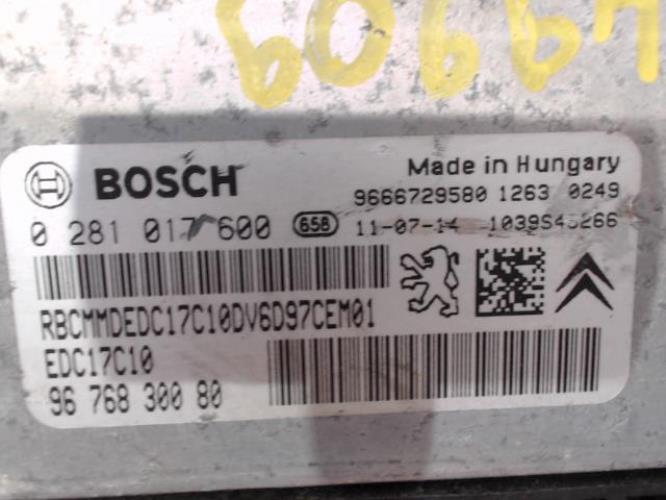 BOSCH
Made in Hungary
9666729580 1263 0249
0 281 017 600 658 11-07-14 1039S43266
RBCMMDEDC17C10DV6D97CEM01
EDC17C10
96 768 300 80